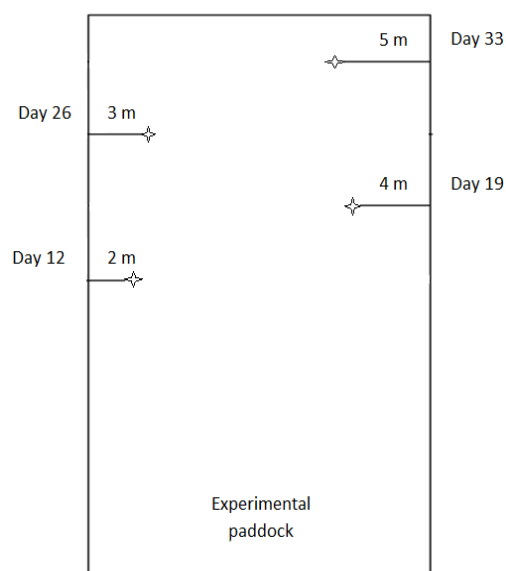 5 m Day 33
Day 26 3 m
4 m Day 19
Day 12 2 m
Experimental
paddock